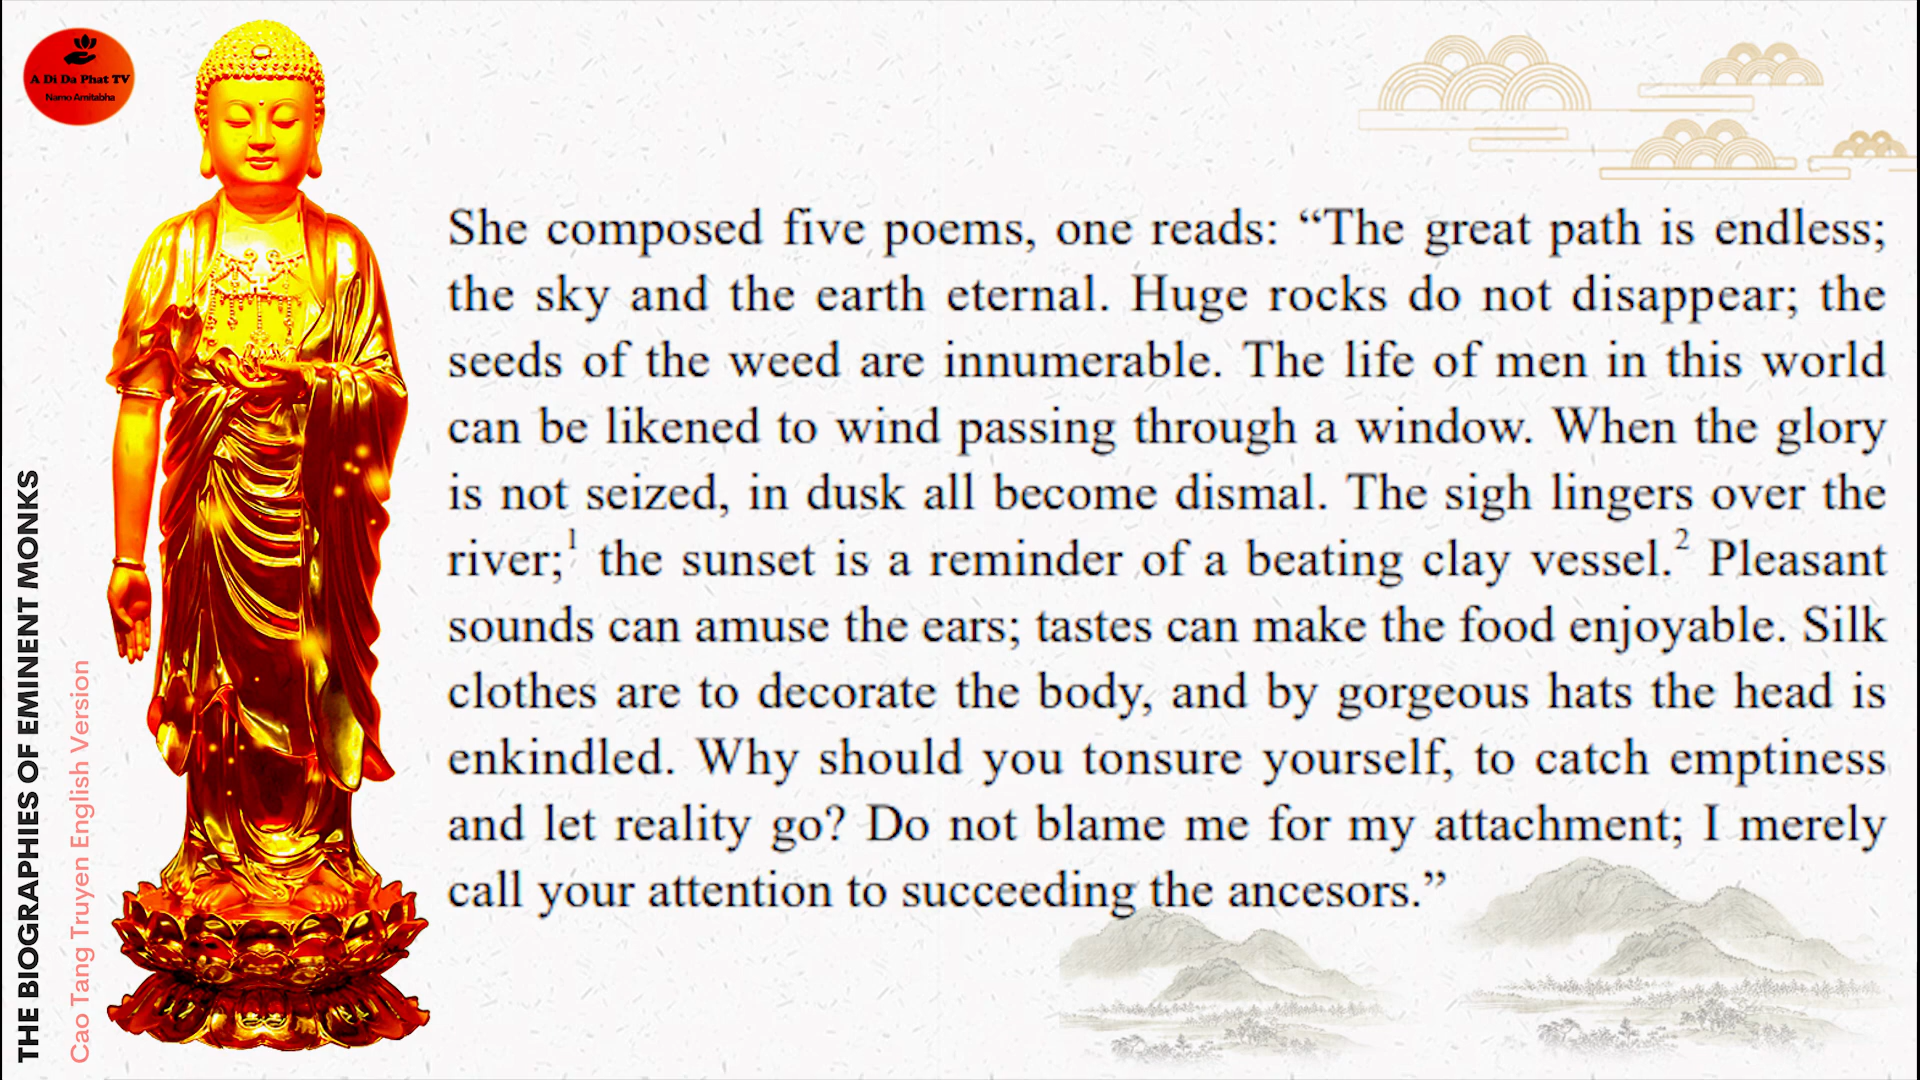 A Di Da Phat TV
Namo Amitabha
THE BIOGRAPHIES OF EMINENT MONKS
Cao Tang Truyen English Version
She composed five poems, one reads: “The great path is endless;
the sky and the earth eternal. Huge rocks do not disappear; the
seeds of the weed are innumerable. The life of men in this world
can be likened to wind passing through a window. When the glory
is not seized, in dusk all become dismal. The sigh lingers over the
river;1 the sunset is a reminder of a beating clay vessel.2 Pleasant
sounds can amuse the ears; tastes can make the food enjoyable. Silk
clothes are to decorate the body, and by gorgeous hats the head is
enkindled. Why should you tonsure yourself, to catch emptiness
and let reality go? Do not blame me for my attachment; I merely
call your attention to succeeding the ancesors.”